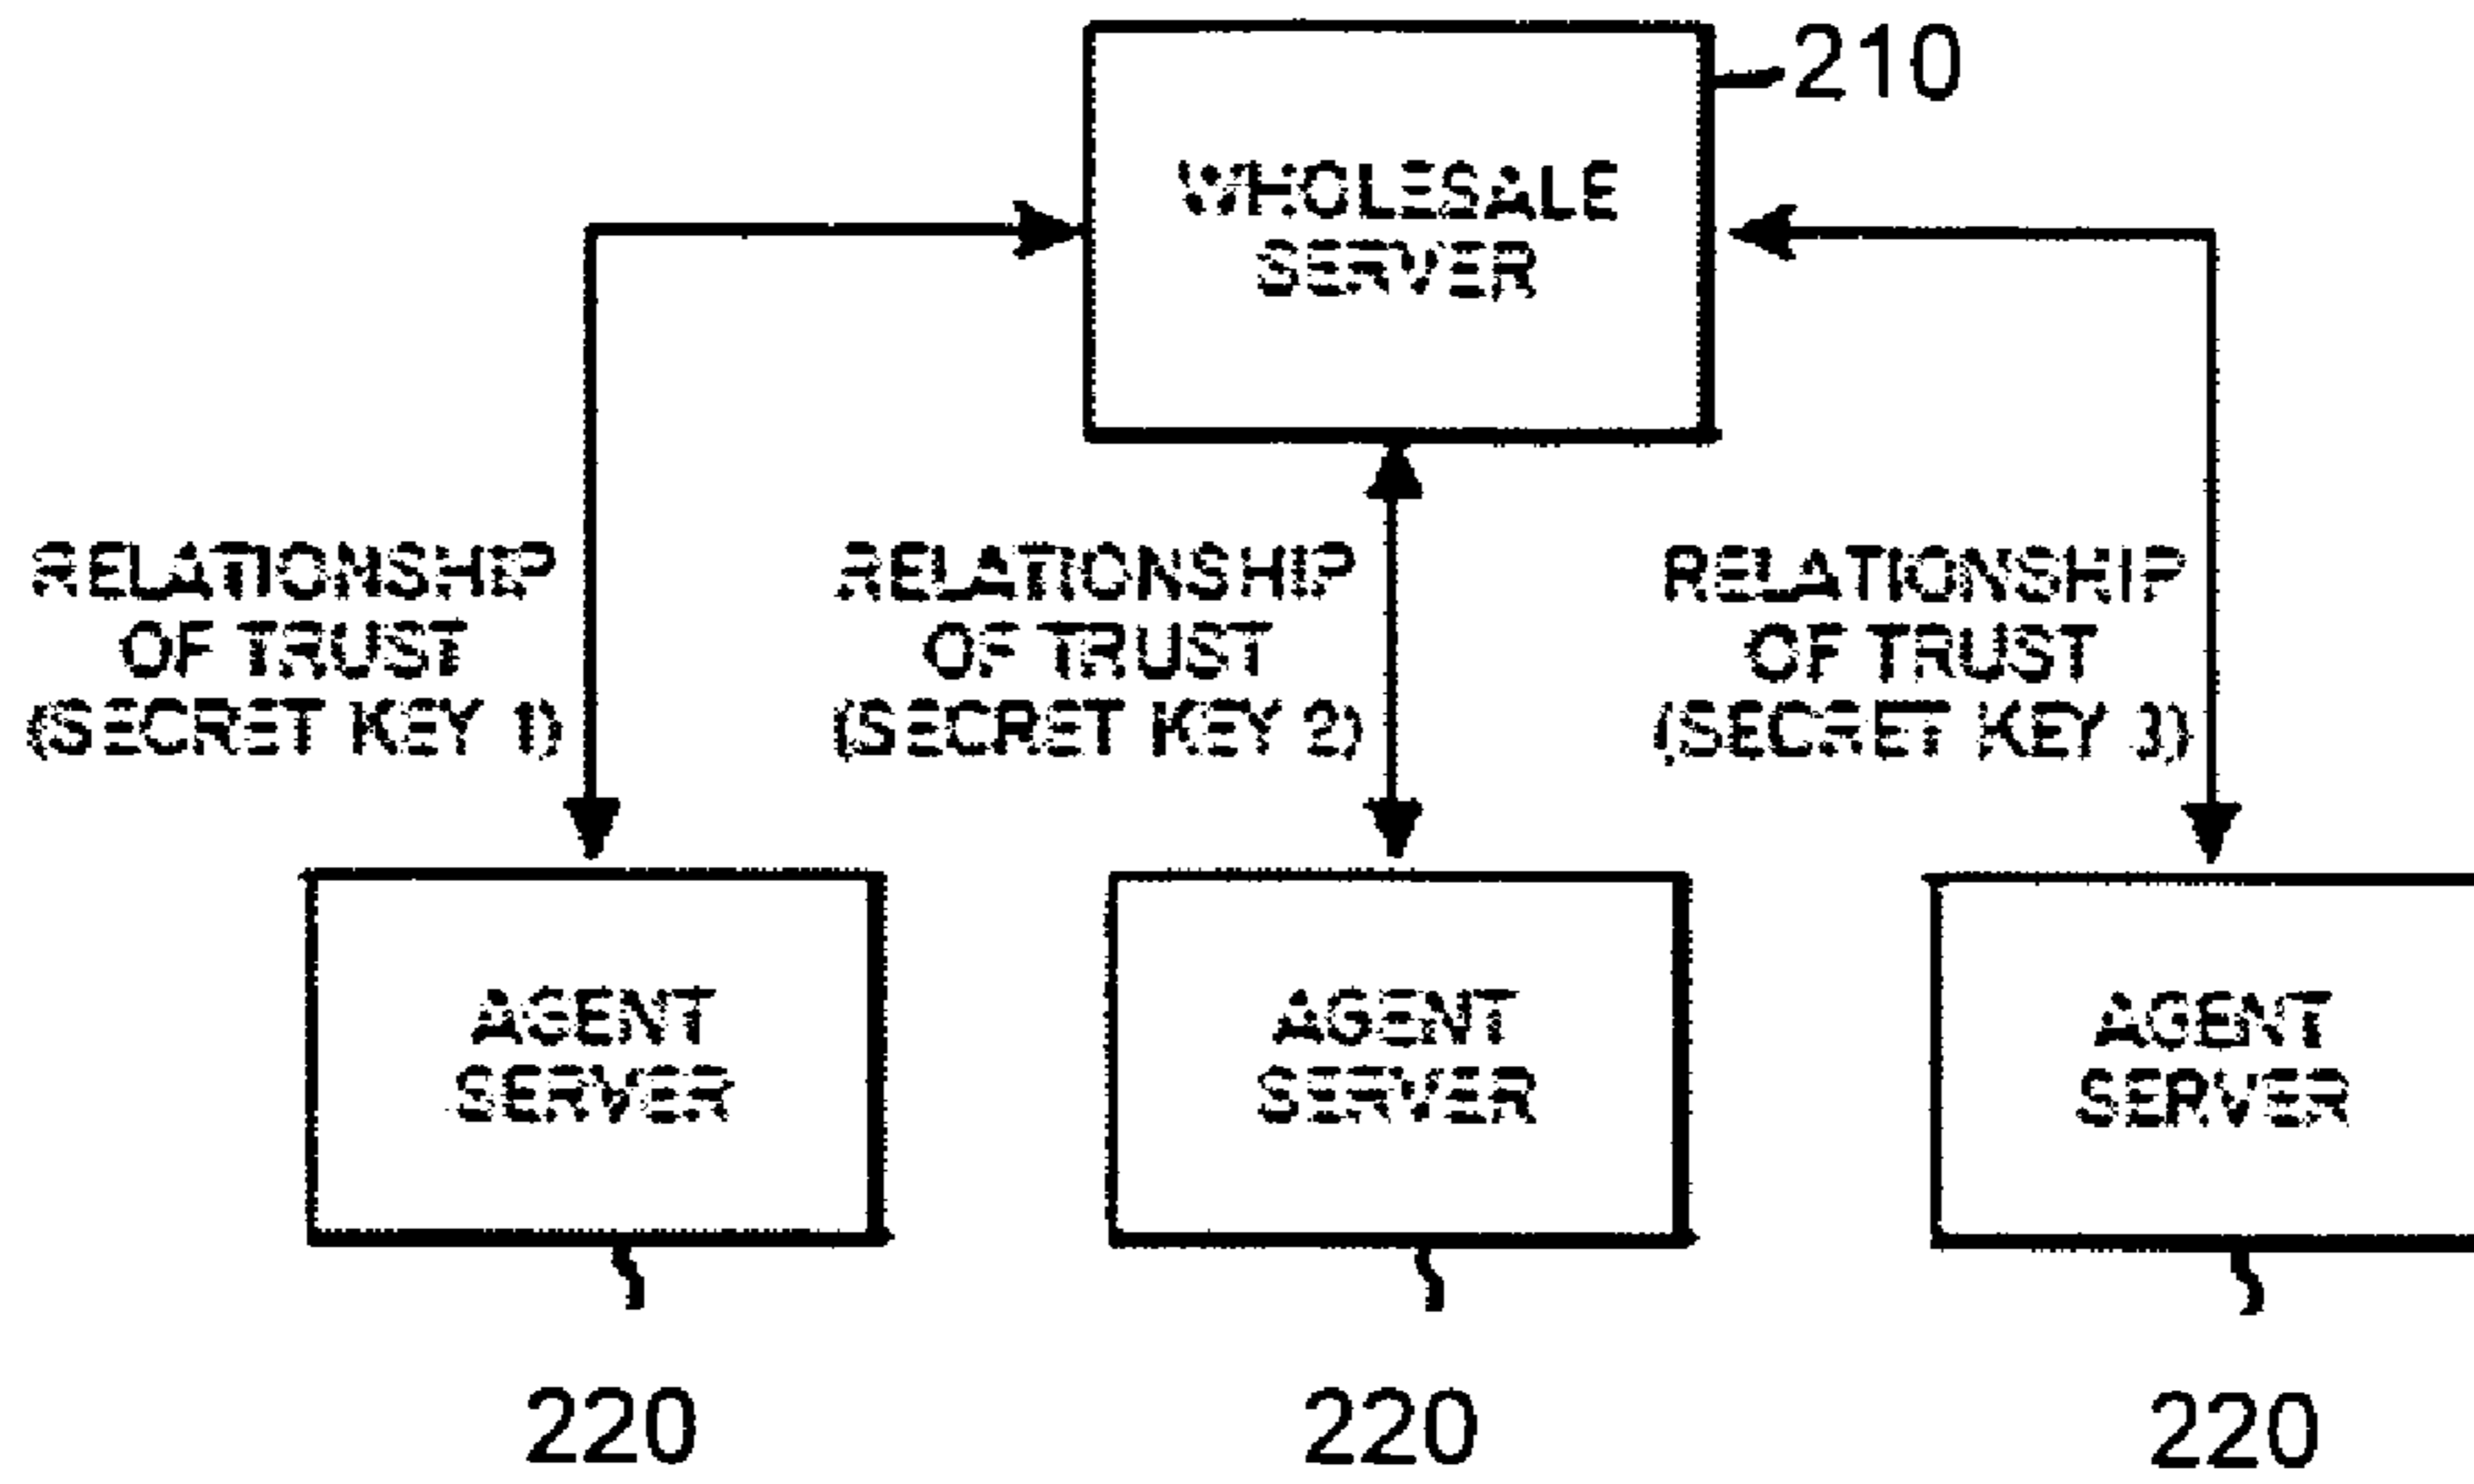 210
WHOLESALE
SERVER
RELATIONSHIP
OF TRUST
(SECRET KEY 1)
RELATIONSHIP
OF TRUST
(SECRET KEY 2)
RELATIONSHIP
OF TRUST
(SECRET KEY 3)
AGENT
SERVER
AGENT
SERVER
AGENT
SERVER
220
220
220